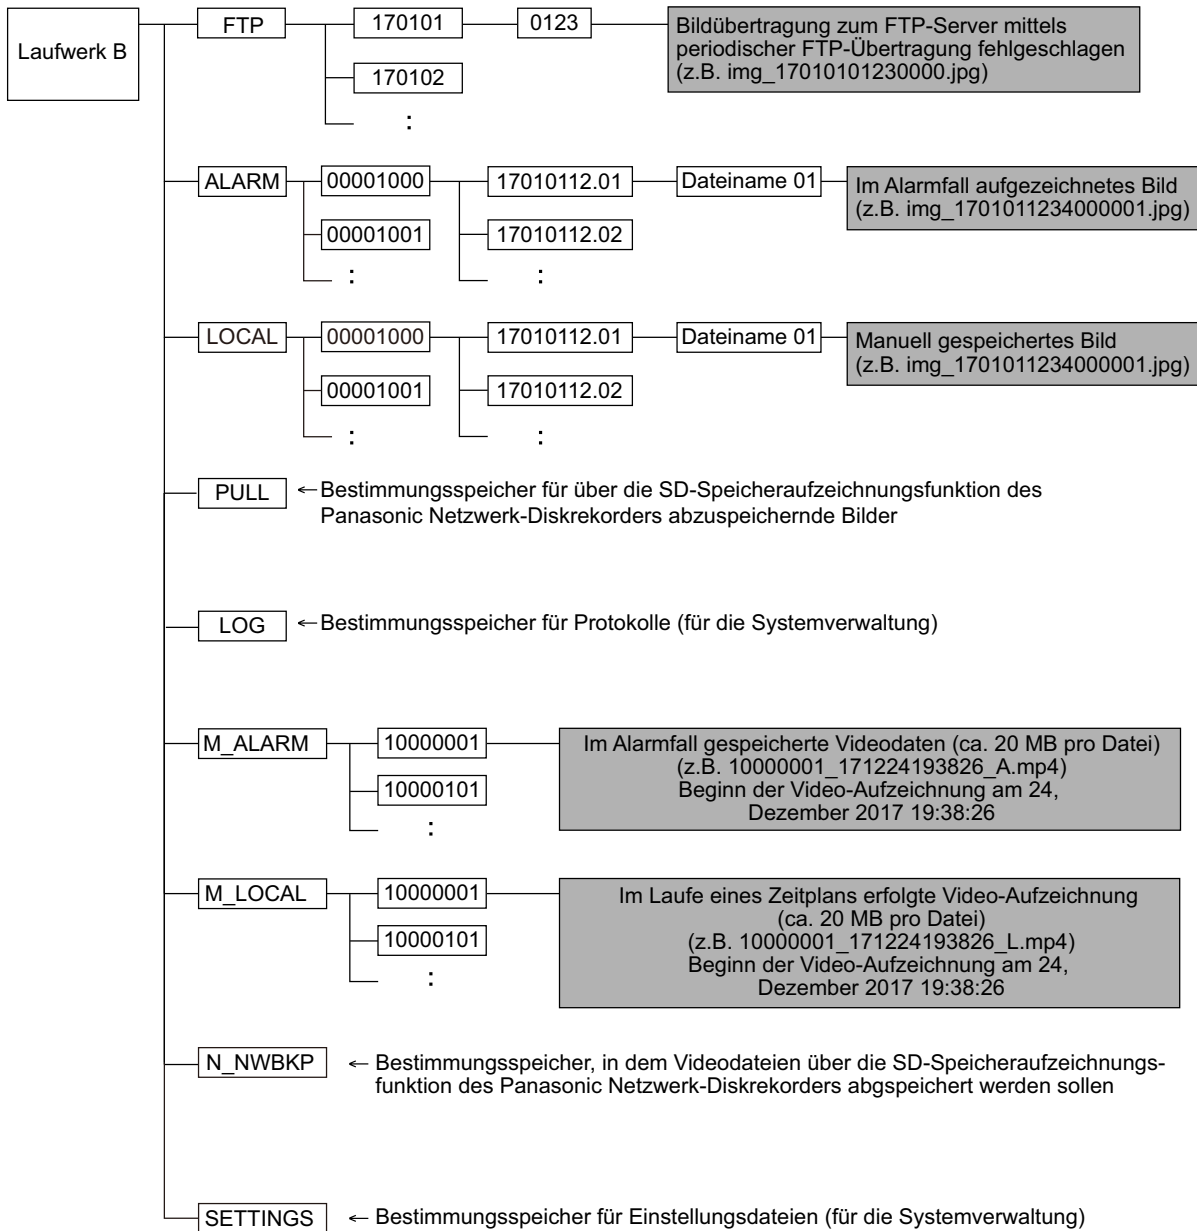 Laufwerk B
FTP
170101
0123
Bildübertragung zum FTP-Server mittels
periodischer FTP-Übertragung fehlgeschlagen
(z.B. img_17010101230000.jpg)
170102
:
ALARM
00001000
17010112.01
Dateiname 01
Im Alarmfall aufgezeichnetes Bild
(z.B. img_1701011234000001.jpg)
00001001
17010112.02
:
:
LOCAL
00001000
17010112.01
Dateiname 01
Manuell gespeichertes Bild
(z.B. img_1701011234000001.jpg)
00001001
17010112.02
:
:
PULL
← Bestimmungsspeicher für über die SD-Speicheraufzeichnungsfunktion des
Panasonic Netzwerk-Diskrekorders abzuspeichernde Bilder
LOG
← Bestimmungsspeicher für Protokolle (für die Systemverwaltung)
M_ALARM
10000001
Im Alarmfall gespeicherte Videodaten (ca. 20 MB pro Datei)
(z.B. 10000001_171224193826_A.mp4)
Beginn der Video-Aufzeichnung am 24,
Dezember 2017 19:38:26
10000101
:
M_LOCAL
10000001
Im Laufe eines Zeitplans erfolgte Video-Aufzeichnung
(ca. 20 MB pro Datei)
(z.B. 10000001_171224193826_L.mp4)
Beginn der Video-Aufzeichnung am 24,
Dezember 2017 19:38:26
10000101
:
N_NWBKP
← Bestimmungsspeicher, in dem Videodateien über die SD-Speicheraufzeichnungs-
funktion des Panasonic Netzwerk-Diskrekorders abgspeichert werden sollen
SETTINGS
← Bestimmungsspeicher für Einstellungsdateien (für die Systemverwaltung)